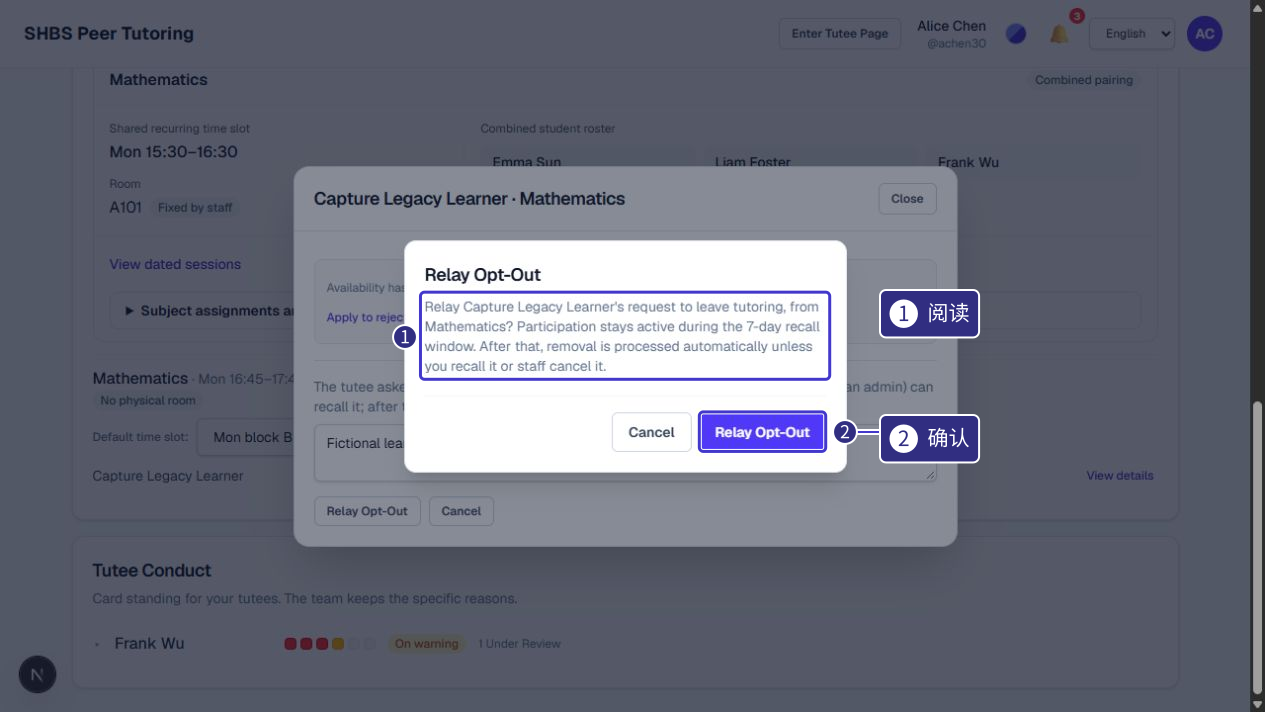 SHBS Peer Tutoring
Enter Tutee Page
Alice Chen
@achen30
3
English
AC
Mathematics
Combined pairing
Shared recurring time slot
Mon 15:30–16:30
Combined student roster
Emma Sun
Liam Foster
Frank Wu
Room
A101
Fixed by staff
View dated sessions
Subject assignments a
Mathematics · Mon 16:45–17:4
No physical room
Default time slot:
Mon block B
Capture Legacy Learner
View details
Capture Legacy Learner · Mathematics
Close
Availability has
Apply to rejec
The tutee aske
an admin) can
recall it; after
Fictional lea
Relay Opt-Out
Cancel
Relay Opt-Out
Relay Capture Legacy Learner's request to leave tutoring, from
Mathematics? Participation stays active during the 7-day recall
window. After that, removal is processed automatically unless
you recall it or staff cancel it.
Cancel
Relay Opt-Out
1
1 阅读
2
2 确认
Tutee Conduct
Card standing for your tutees. The team keeps the specific reasons.
Frank Wu
On warning
1 Under Review
N